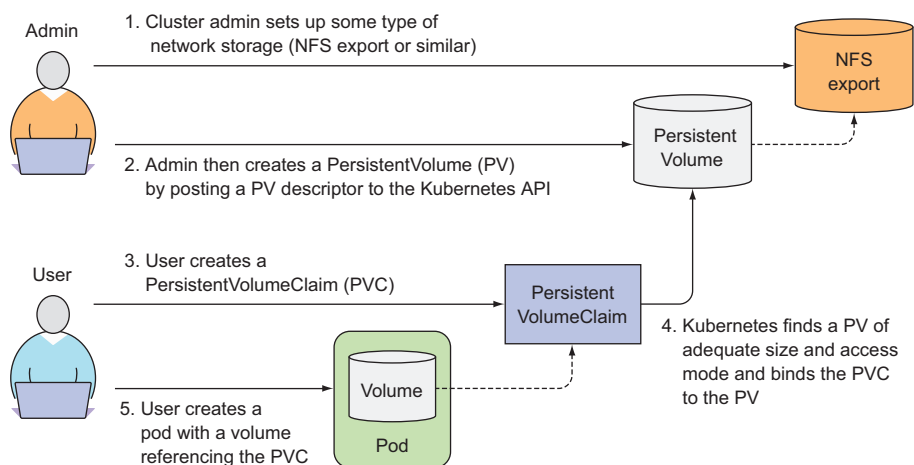 Admin
1. Cluster admin sets up some type of
network storage (NFS export or similar)
NFS
export
Persistent
Volume
2. Admin then creates a PersistentVolume (PV)
by posting a PV descriptor to the Kubernetes API
User
3. User creates a
PersistentVolumeClaim (PVC)
Persistent
VolumeClaim
4. Kubernetes finds a PV of
adequate size and access
mode and binds the PVC
to the PV
Volume
Pod
5. User creates a
pod with a volume
referencing the PVC